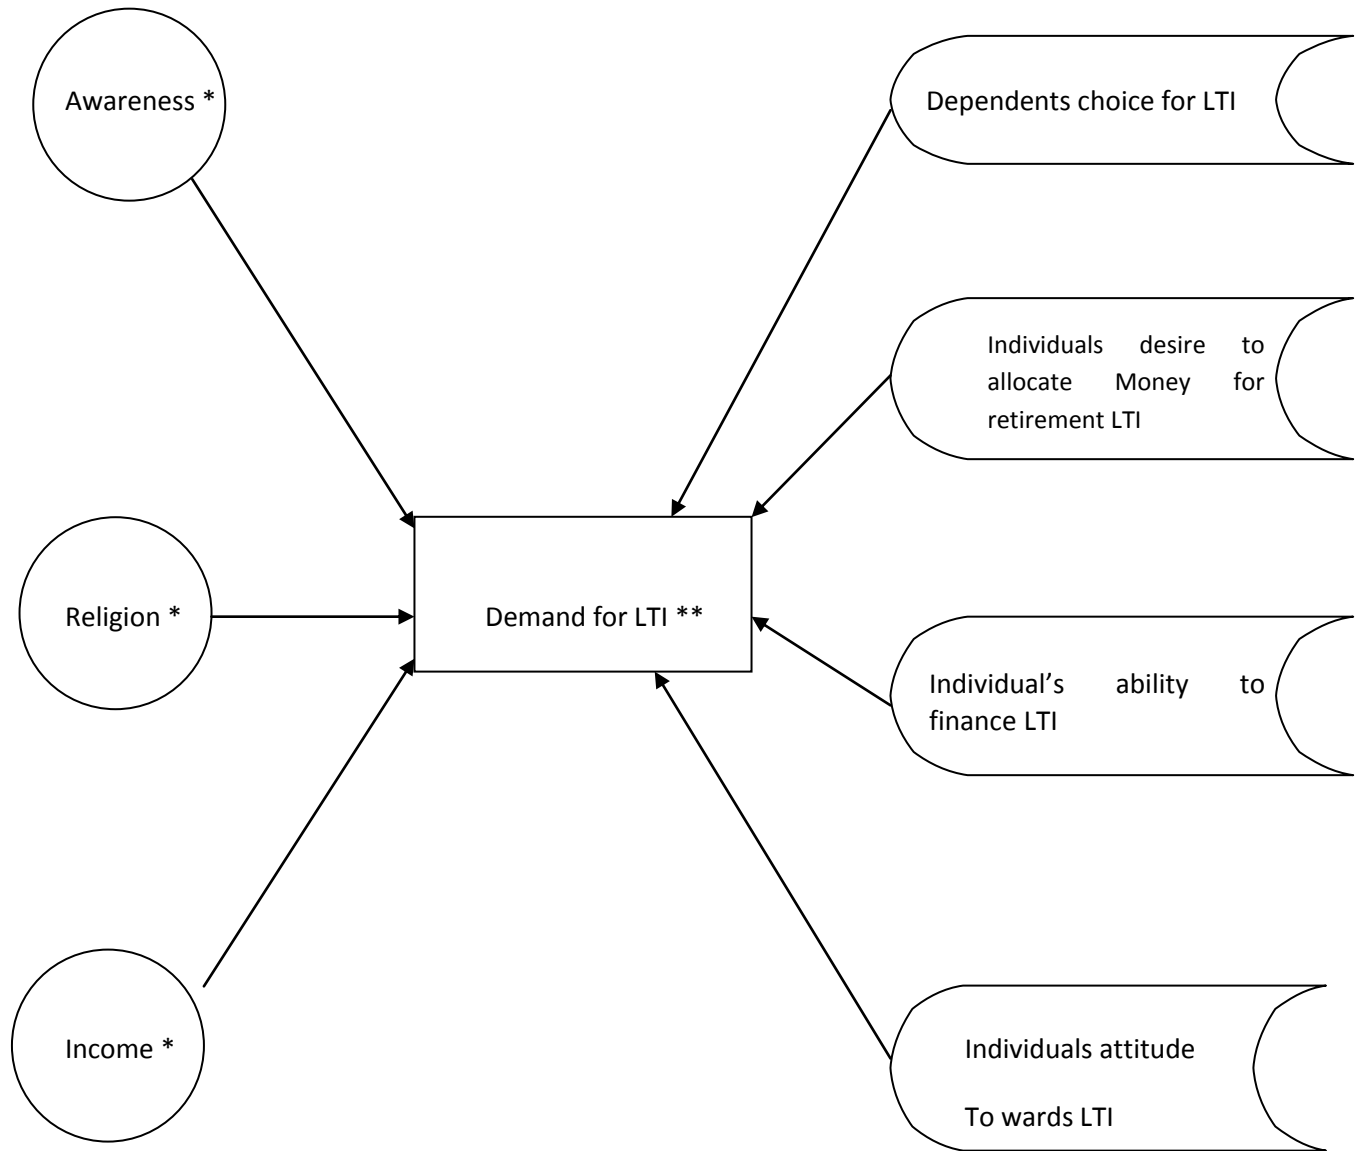 Awareness *
Dependents choice for LTI
Individuals desire to
allocate Money for
retirement LTI
Religion *
Demand for LTI **
Individual’s ability to
finance LTI
Income *
Individuals attitude
To wards LTI